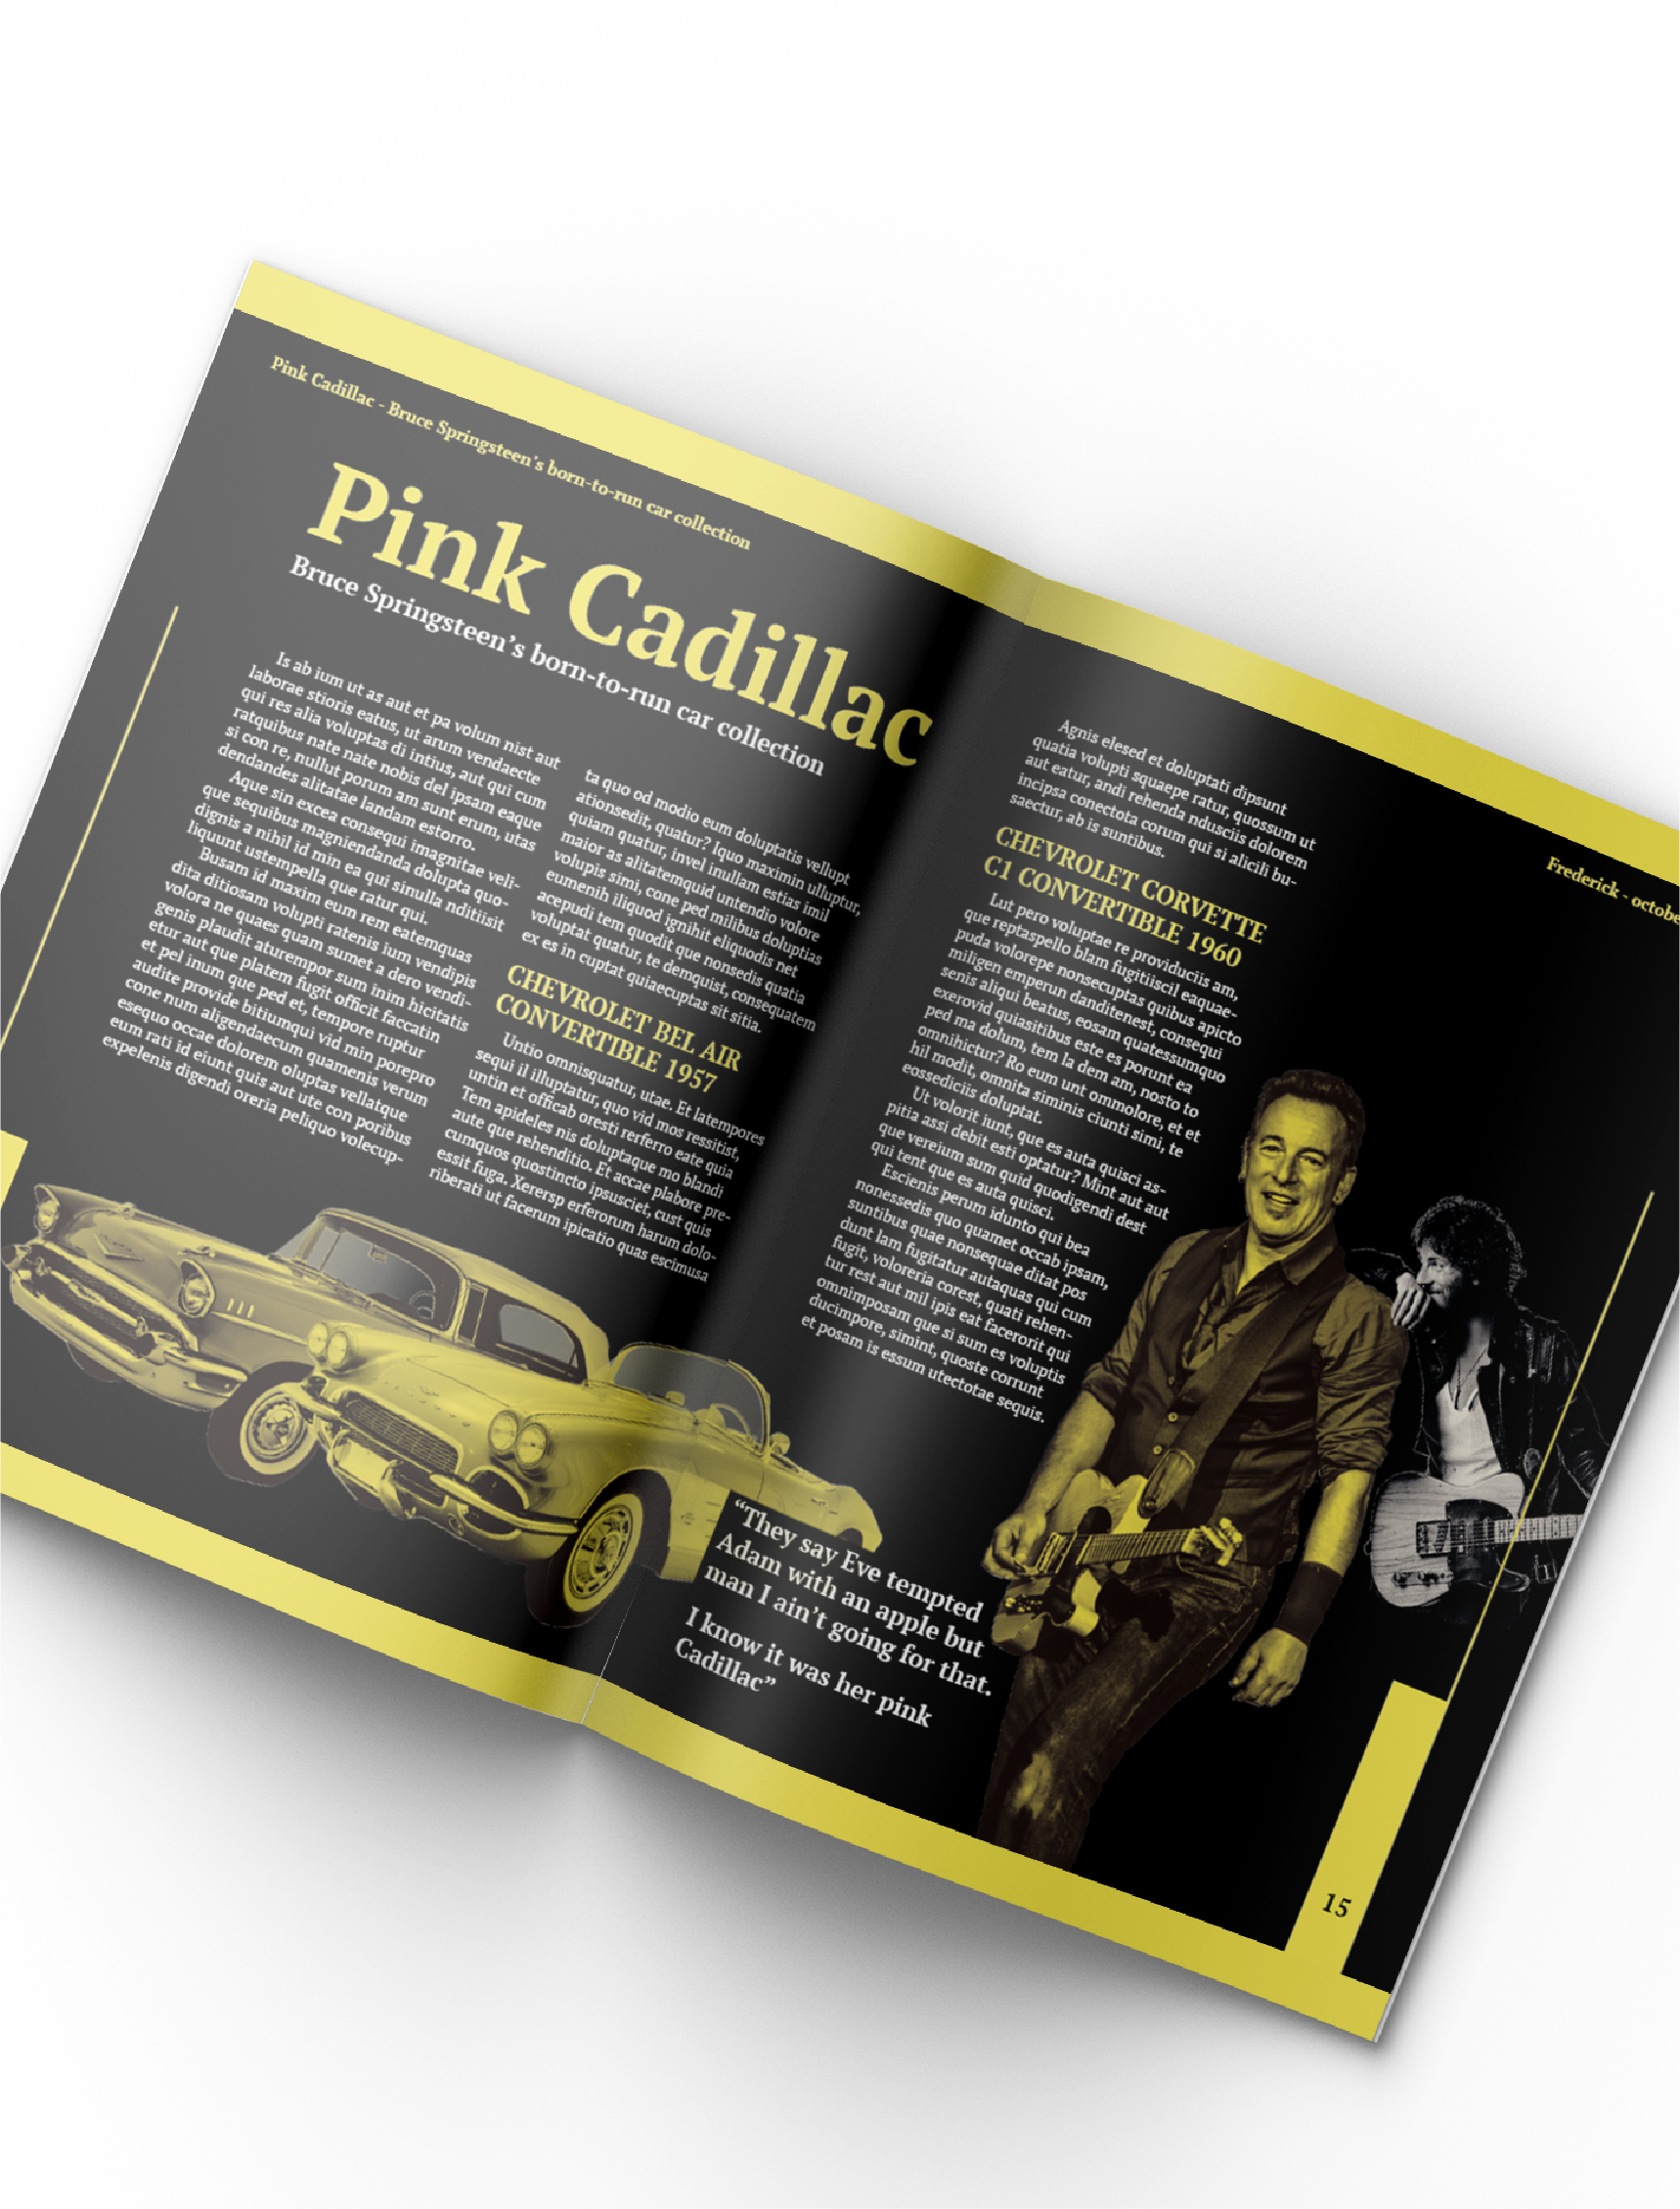 Pink Cadillac - Bruce Springsteen's born-to-run car collection
Pink Cadillac
Bruce Springsteen's born-to-run car collection
Is ab ium ut as aut et pa volum nist aut
laborae stioris eatus, ut arum vendaecte
qui res alia voluptas di intius, aut qui cum
ratquibus nate nate nobis del ipsam eaque
si con re, nullut porum am sunt erum, utas
dendandes alitatae landam estorro.
Aque sin excea consequi imagnitae veli-
que sequibus magniendanda dolupta quo-
dignis a nihil id min ea qui sinulla nditiisit
liquunt ustempella que ratur qui.
Busam id maxim eum rem eatemquas
dita ditiosam volupti ratenis ium vendipis
volora ne quaes quam sumet a dero vendi-
genis plaudit aturempor sum inim hicitatis
etur aut que platem fugit officit faccatin
et pel inum que ped et, tempore ruptur
audite provide bitiumqui vid min porepro
cone num aligendaecum quamenis verum
esequo occae dolorem oluptas vellatque
eum rati id eiunt quis aut ute con poribus
expelenis digendi oreria peliquo volecup-
ta quo od modio eum doluptatis vellupt
ationsedit, quatur? Iquo maximin ulluptur,
quiam quatur, invel inullam estias imil
maior as alitatemquid untendio volore
volupis simi, cone ped milibus doluptias
eumenih iliquod ignihit eliquodis net
acepudi tem quodit que nonsedis quatia
voluptat quatur, te demquist, consequatem
ex es in cuptat quiaecuptas sit sitia.
CHEVROLET BEL AIR
CONVERTIBLE 1957
Untio omnisquatur, utae. Et latempores
sequi il illuptatur, quo vid mos ressitist,
untin et officab oresti rerferro eate quia
Tem apideles nis doluptaque mo blandi
aute que rehenditio. Et accae plabore pre-
cumquos quostincto ipsusciet, cust quis
essit fuga. Xerersp erferorum harum dolo-
riberati ut facerum ipicatio quas escimusa
Agnis elesed et doluptati dipsunt
quatia volupti squaepe ratur, quossum ut
aut eatur, andi rehenda ndusciis dolorem
incipsa conectota corum qui si alicili bu-
saectur, ab is suntibus.
CHEVROLET CORVETTE
C1 CONVERTIBLE 1960
Lut pero voluptae re providuciis am,
que reptaspello blam fugitiiscil eaquae-
puda volorepe nonsecuptas quibus apicto
miligen emperun danditenest, consequi
senis aliqui beatus, eosam quatessumquo
exerovid quiasitibus este es porunt ea
ped ma dolum, tem la dem am, nosto to
omnihictur? Ro eum unt ommolore, et et
hil modit, omnita siminis ciunti simi, te
eossediciis doluptat.
Ut volorit iunt, que es auta quisci as-
pitia assi debit esti optatur? Mint aut aut
que vereium sum quid quodigendi dest
qui tent que es auta quisci.
Escienis perum idunto qui bea
nonessedis quo quamet occab ipsam,
suntibus quae nonsequae ditat pos
dunt lam fugitatur autaquas qui cum
fugit, voloreria corest, quati rehen-
tur rest aut mil ipis eat facerorit qui
omnimposam que si sum es voluptis
ducimpore, simint, quoste corrunt
et posam is essum utectotae sequis.
"They say Eve tempted
Adam with an apple but
man I ain't going for that.
I know it was her pink
Cadillac"
Frederick - octobe
15